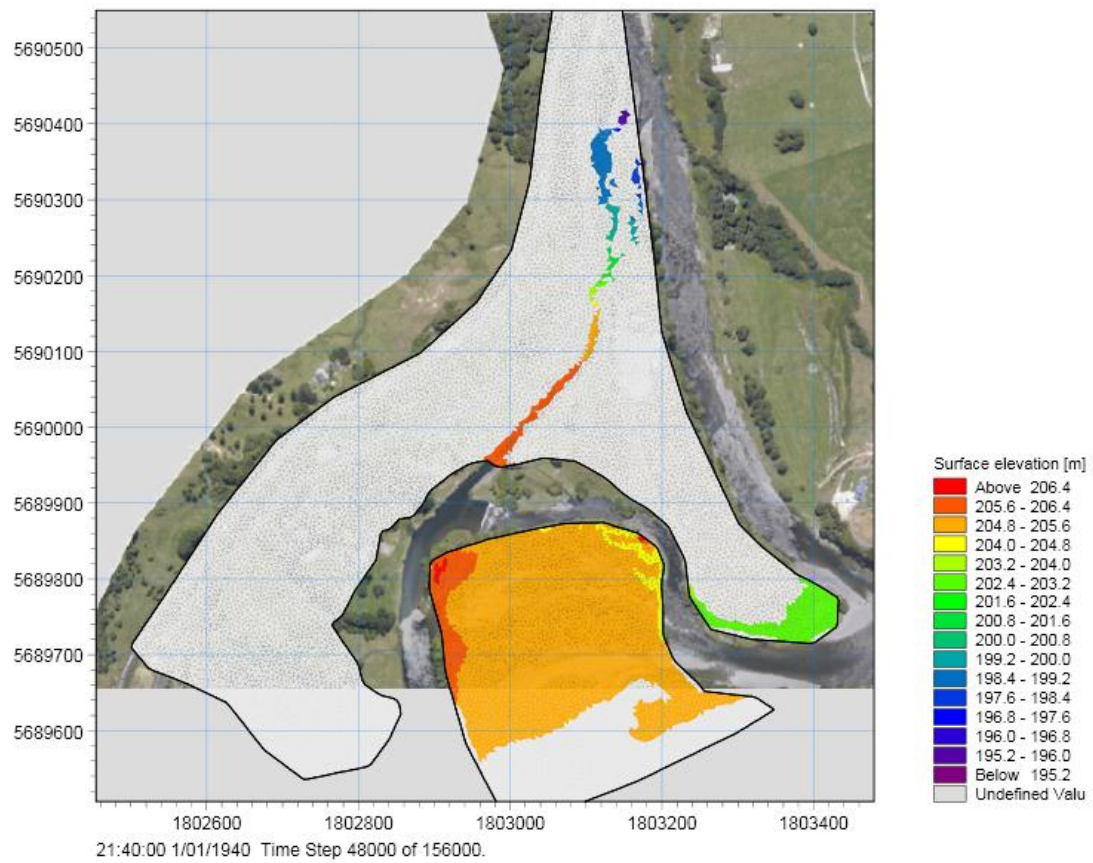 5690500
5690400
5690300
5690200
5690100
5690000
5689900
5689800
5689700
5689600
1802600 1802800 1803000 1803200 1803400
21:40:00 1/01/1940 Time Step 48000 of 156000.
Surface elevation [m]
Above 206.4
205.6 - 206.4
204.8 - 205.6
204.0 - 204.8
203.2 - 204.0
202.4 - 203.2
201.6 - 202.4
200.8 - 201.6
200.0 - 200.8
199.2 - 200.0
198.4 - 199.2
197.6 - 198.4
196.8 - 197.6
196.0 - 196.8
195.2 - 196.0
Below 195.2
Undefined Valu